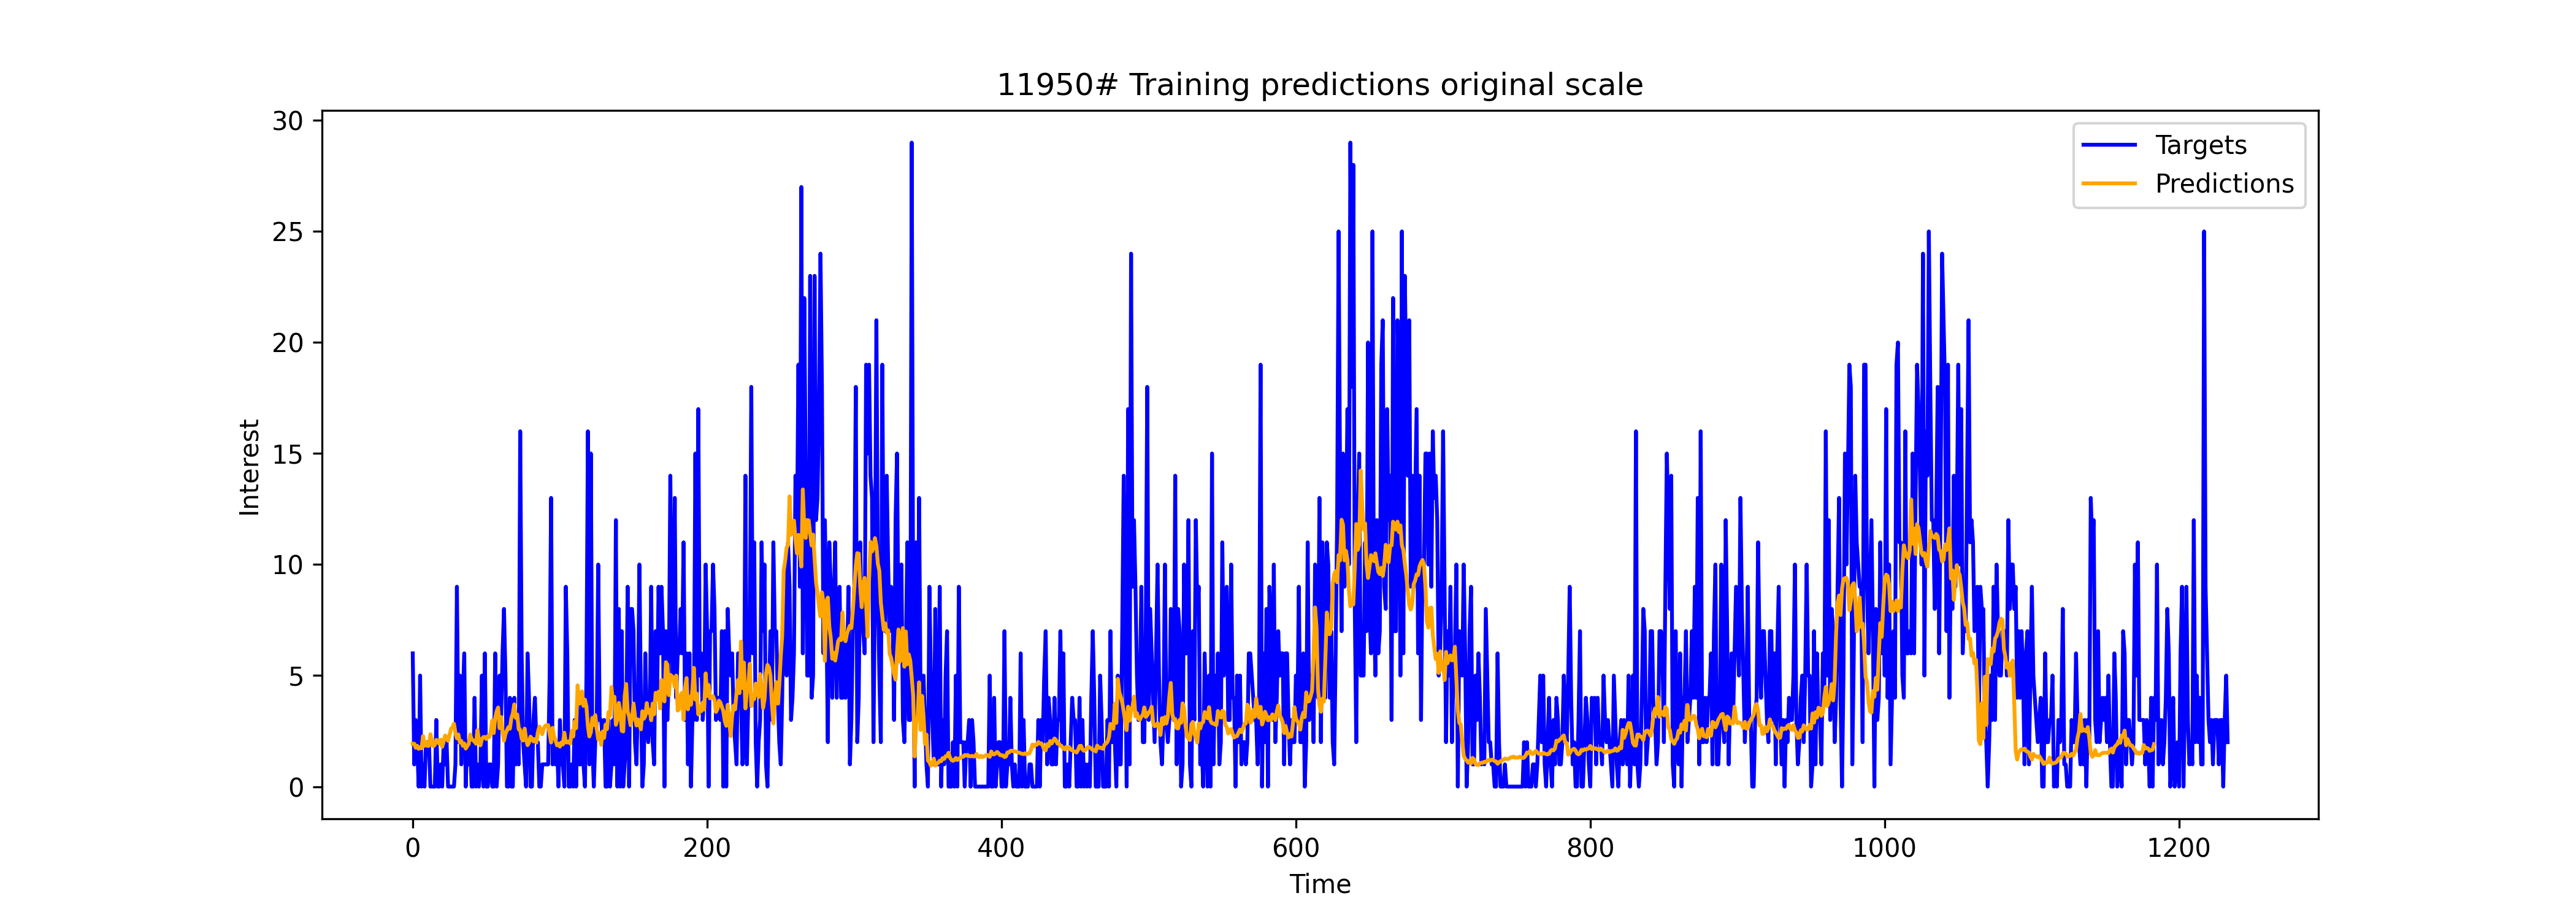 11950# Training predictions original scale
30
25
20
15
10
5
0
Interest
Targets
Predictions
0 200 400 600 800 1000 1200
Time